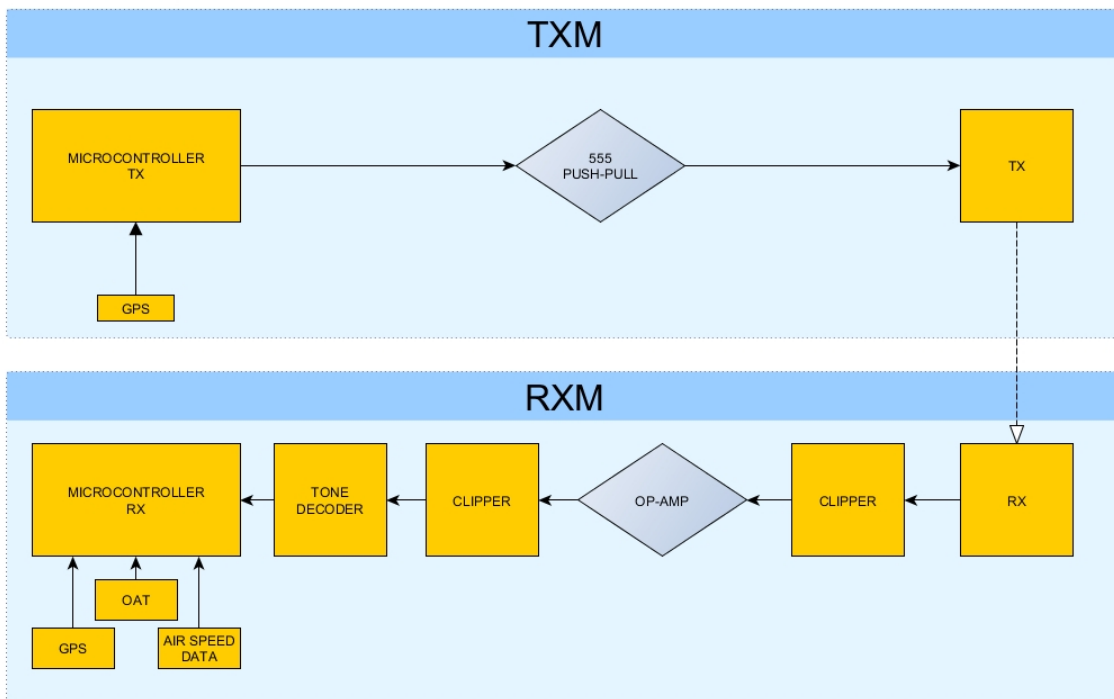 TXM
MICROCONTROLLER
TX
555
PUSH-PULL
TX
GPS
RXM
MICROCONTROLLER
RX
TONE
DECODER
CLIPPER
OP-AMP
CLIPPER
RX
OAT
GPS
AIR SPEED
DATA